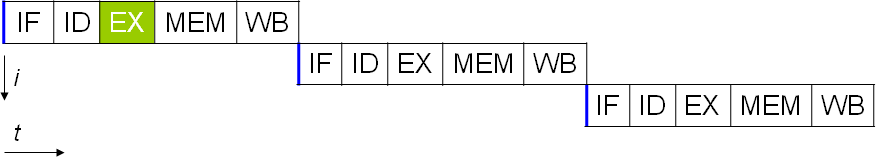 IF ID EX MEM WB
IF ID EX MEM WB
i
IF ID EX MEM WB
t